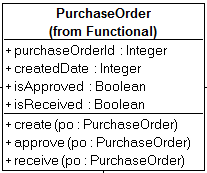 PurchaseOrder
(from Functional)
+ purchaseOrderId : Integer
+ createdDate : Integer
+ isApproved : Boolean
+ isReceived : Boolean
+ create(po : PurchaseOrder)
+ approve(po : PurchaseOrder)
+ receive(po : PurchaseOrder)